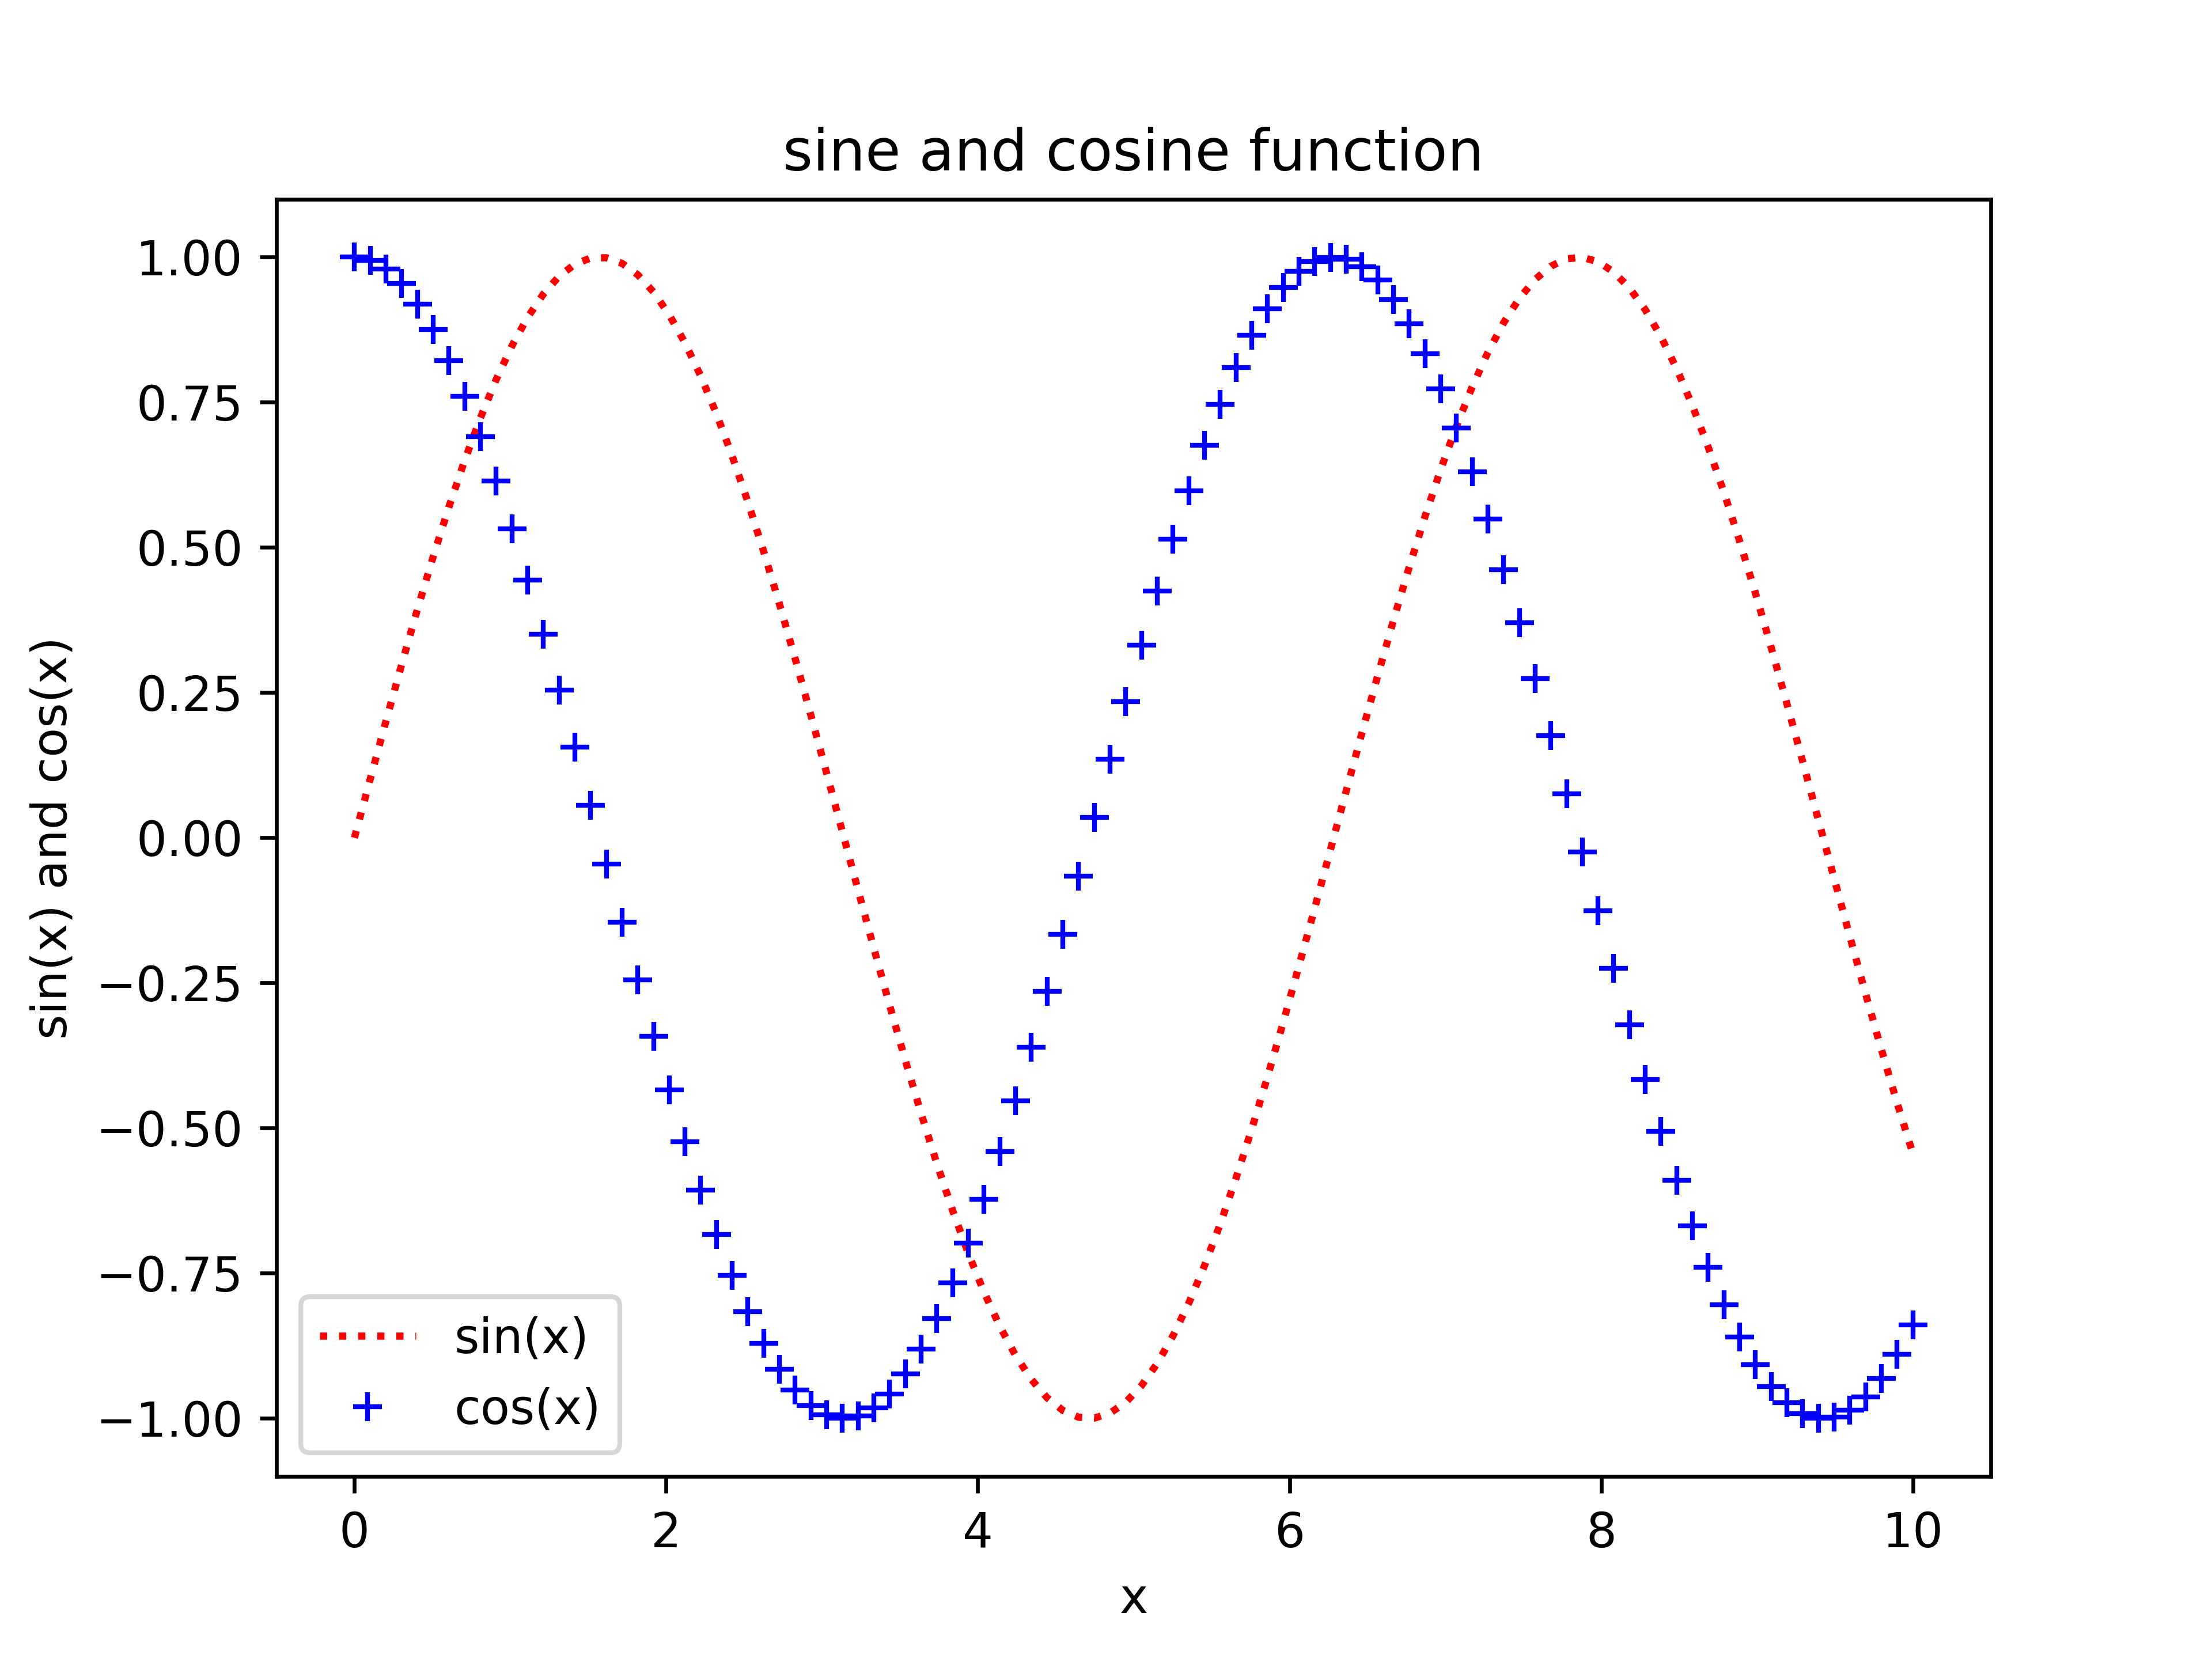 sine and cosine function
1.00
0.75
0.50
0.25
0.00
−0.25
−0.50
−0.75
−1.00
sin(x) and cos(x)
sin(x)
cos(x)
0 2 4 6 8 10
x